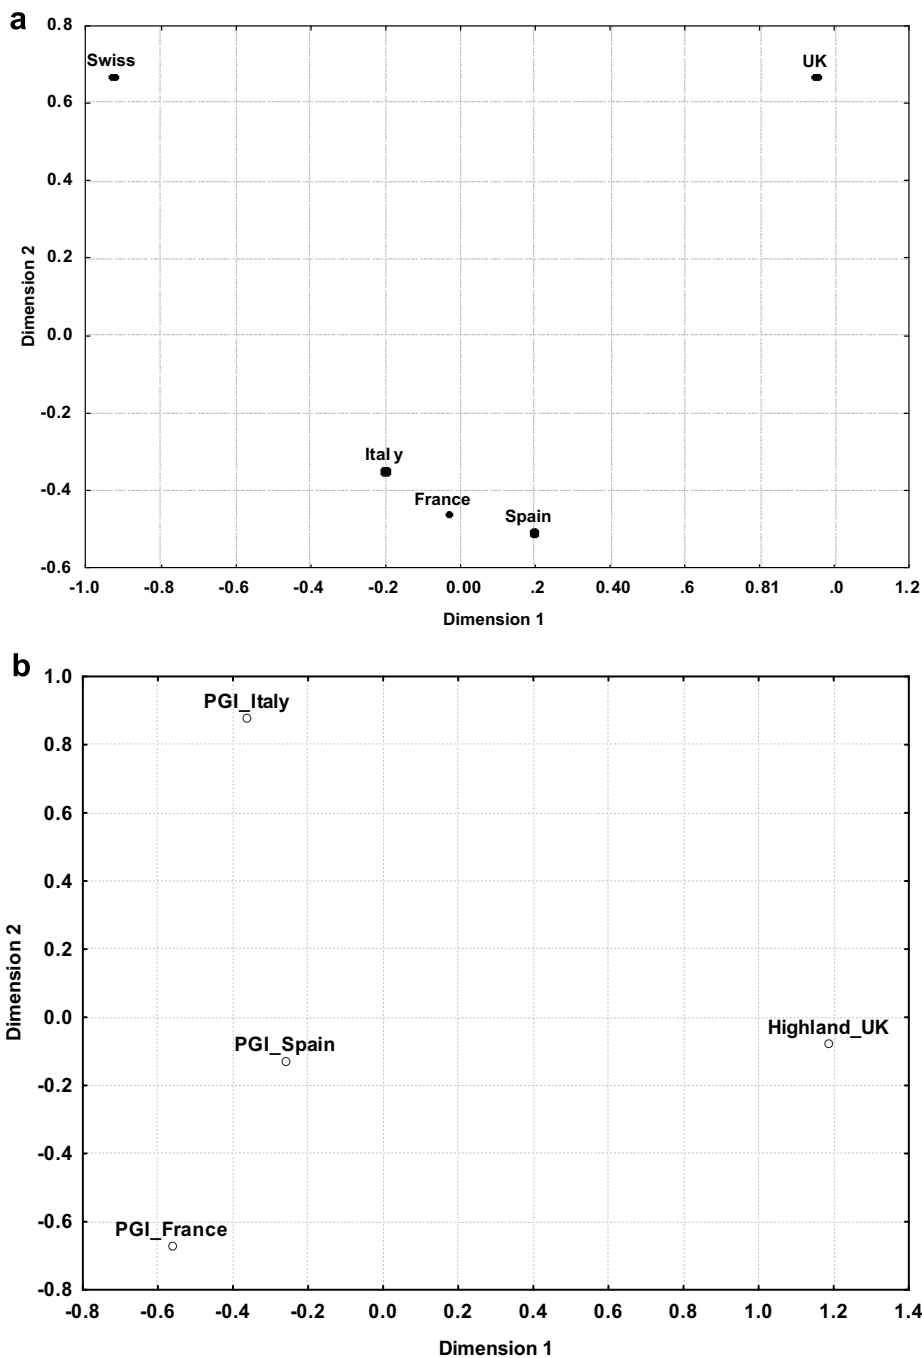 a
0.8
Swiss
UK
0.6
0.4
0.2
Dimension 2
0.0
-0.2
Italy
-0.4
France
Spain
-0.6
-1.0 -0.8 -0.6 -0.4 -0.2 0.00 .2 0.40 .6 0.81 .0 1.2
Dimension 1
b
1.0
PGI_Italy
0.8
0.6
0.4
0.2
Dimension 2
0.0
Highland_UK
PGI_Spain
-0.2
-0.4
-0.6
PGI_France
-0.8
-0.8 -0.6 -0.4 -0.2 0.0 0.2 0.4 0.6 0.8 1.0 1.2 1.4
Dimension 1